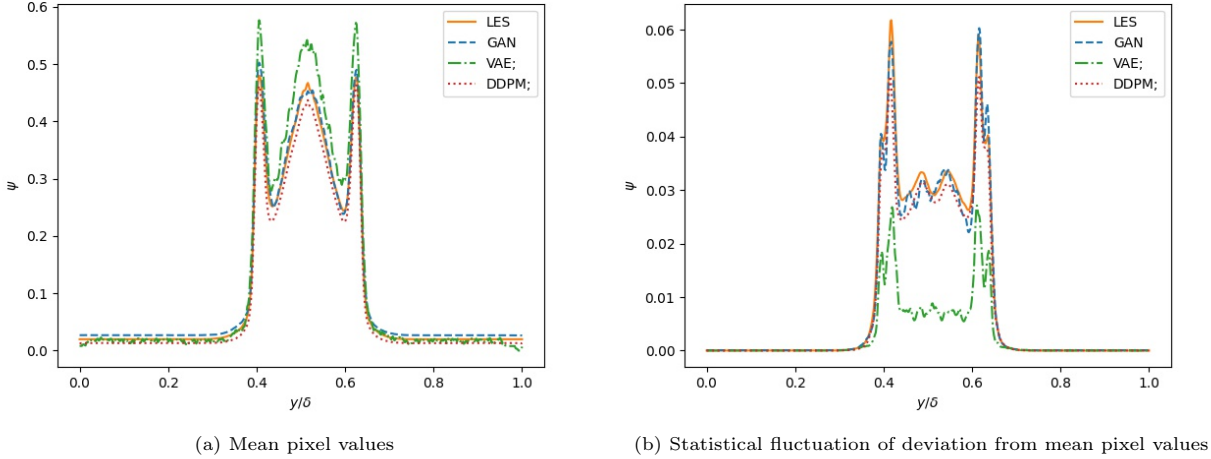 0.6
0.5
0.4
0.3
0.2
0.1
0.0
ψ
0.0 0.2 0.4 0.6 0.8 1.0
y/δ
LES
GAN
VAE;
DDPM;
(a) Mean pixel values
0.06
0.05
0.04
0.03
0.02
0.01
0.00
ψ
0.0 0.2 0.4 0.6 0.8 1.0
y/δ
LES
GAN
VAE;
DDPM;
(b) Statistical fluctuation of deviation from mean pixel values